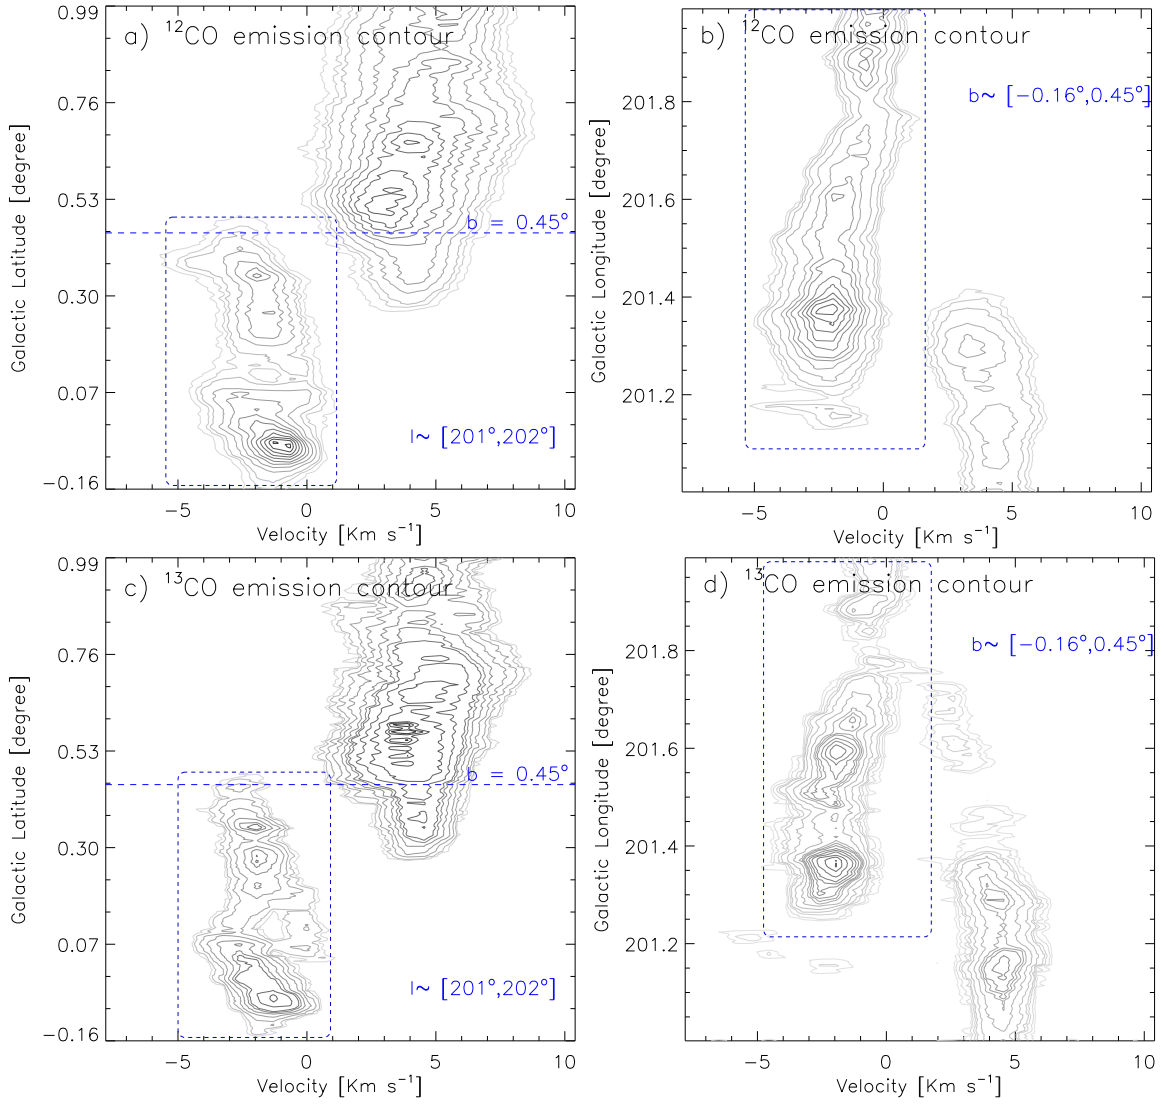 a) ¹²CO emission contour
0.99
0.76
0.53
0.30
0.07
−0.16
Galactic Latitude [degree]
b = 0.45°
l∼ [201°,202°]
−5 0 5 10
Velocity [Km s⁻¹]
b) ¹²CO emission contour
b∼ [−0.16°,0.45°]
201.8
201.6
201.4
201.2
Galactic Longitude [degree]
−5 0 5 10
Velocity [Km s⁻¹]
c) ¹³CO emission contour
0.99
0.76
0.53
0.30
0.07
−0.16
Galactic Latitude [degree]
b = 0.45°
l∼ [201°,202°]
−5 0 5 10
Velocity [Km s⁻¹]
d) ¹³CO emission contour
b∼ [−0.16°,0.45°]
201.8
201.6
201.4
201.2
Galactic Longitude [degree]
−5 0 5 10
Velocity [Km s⁻¹]